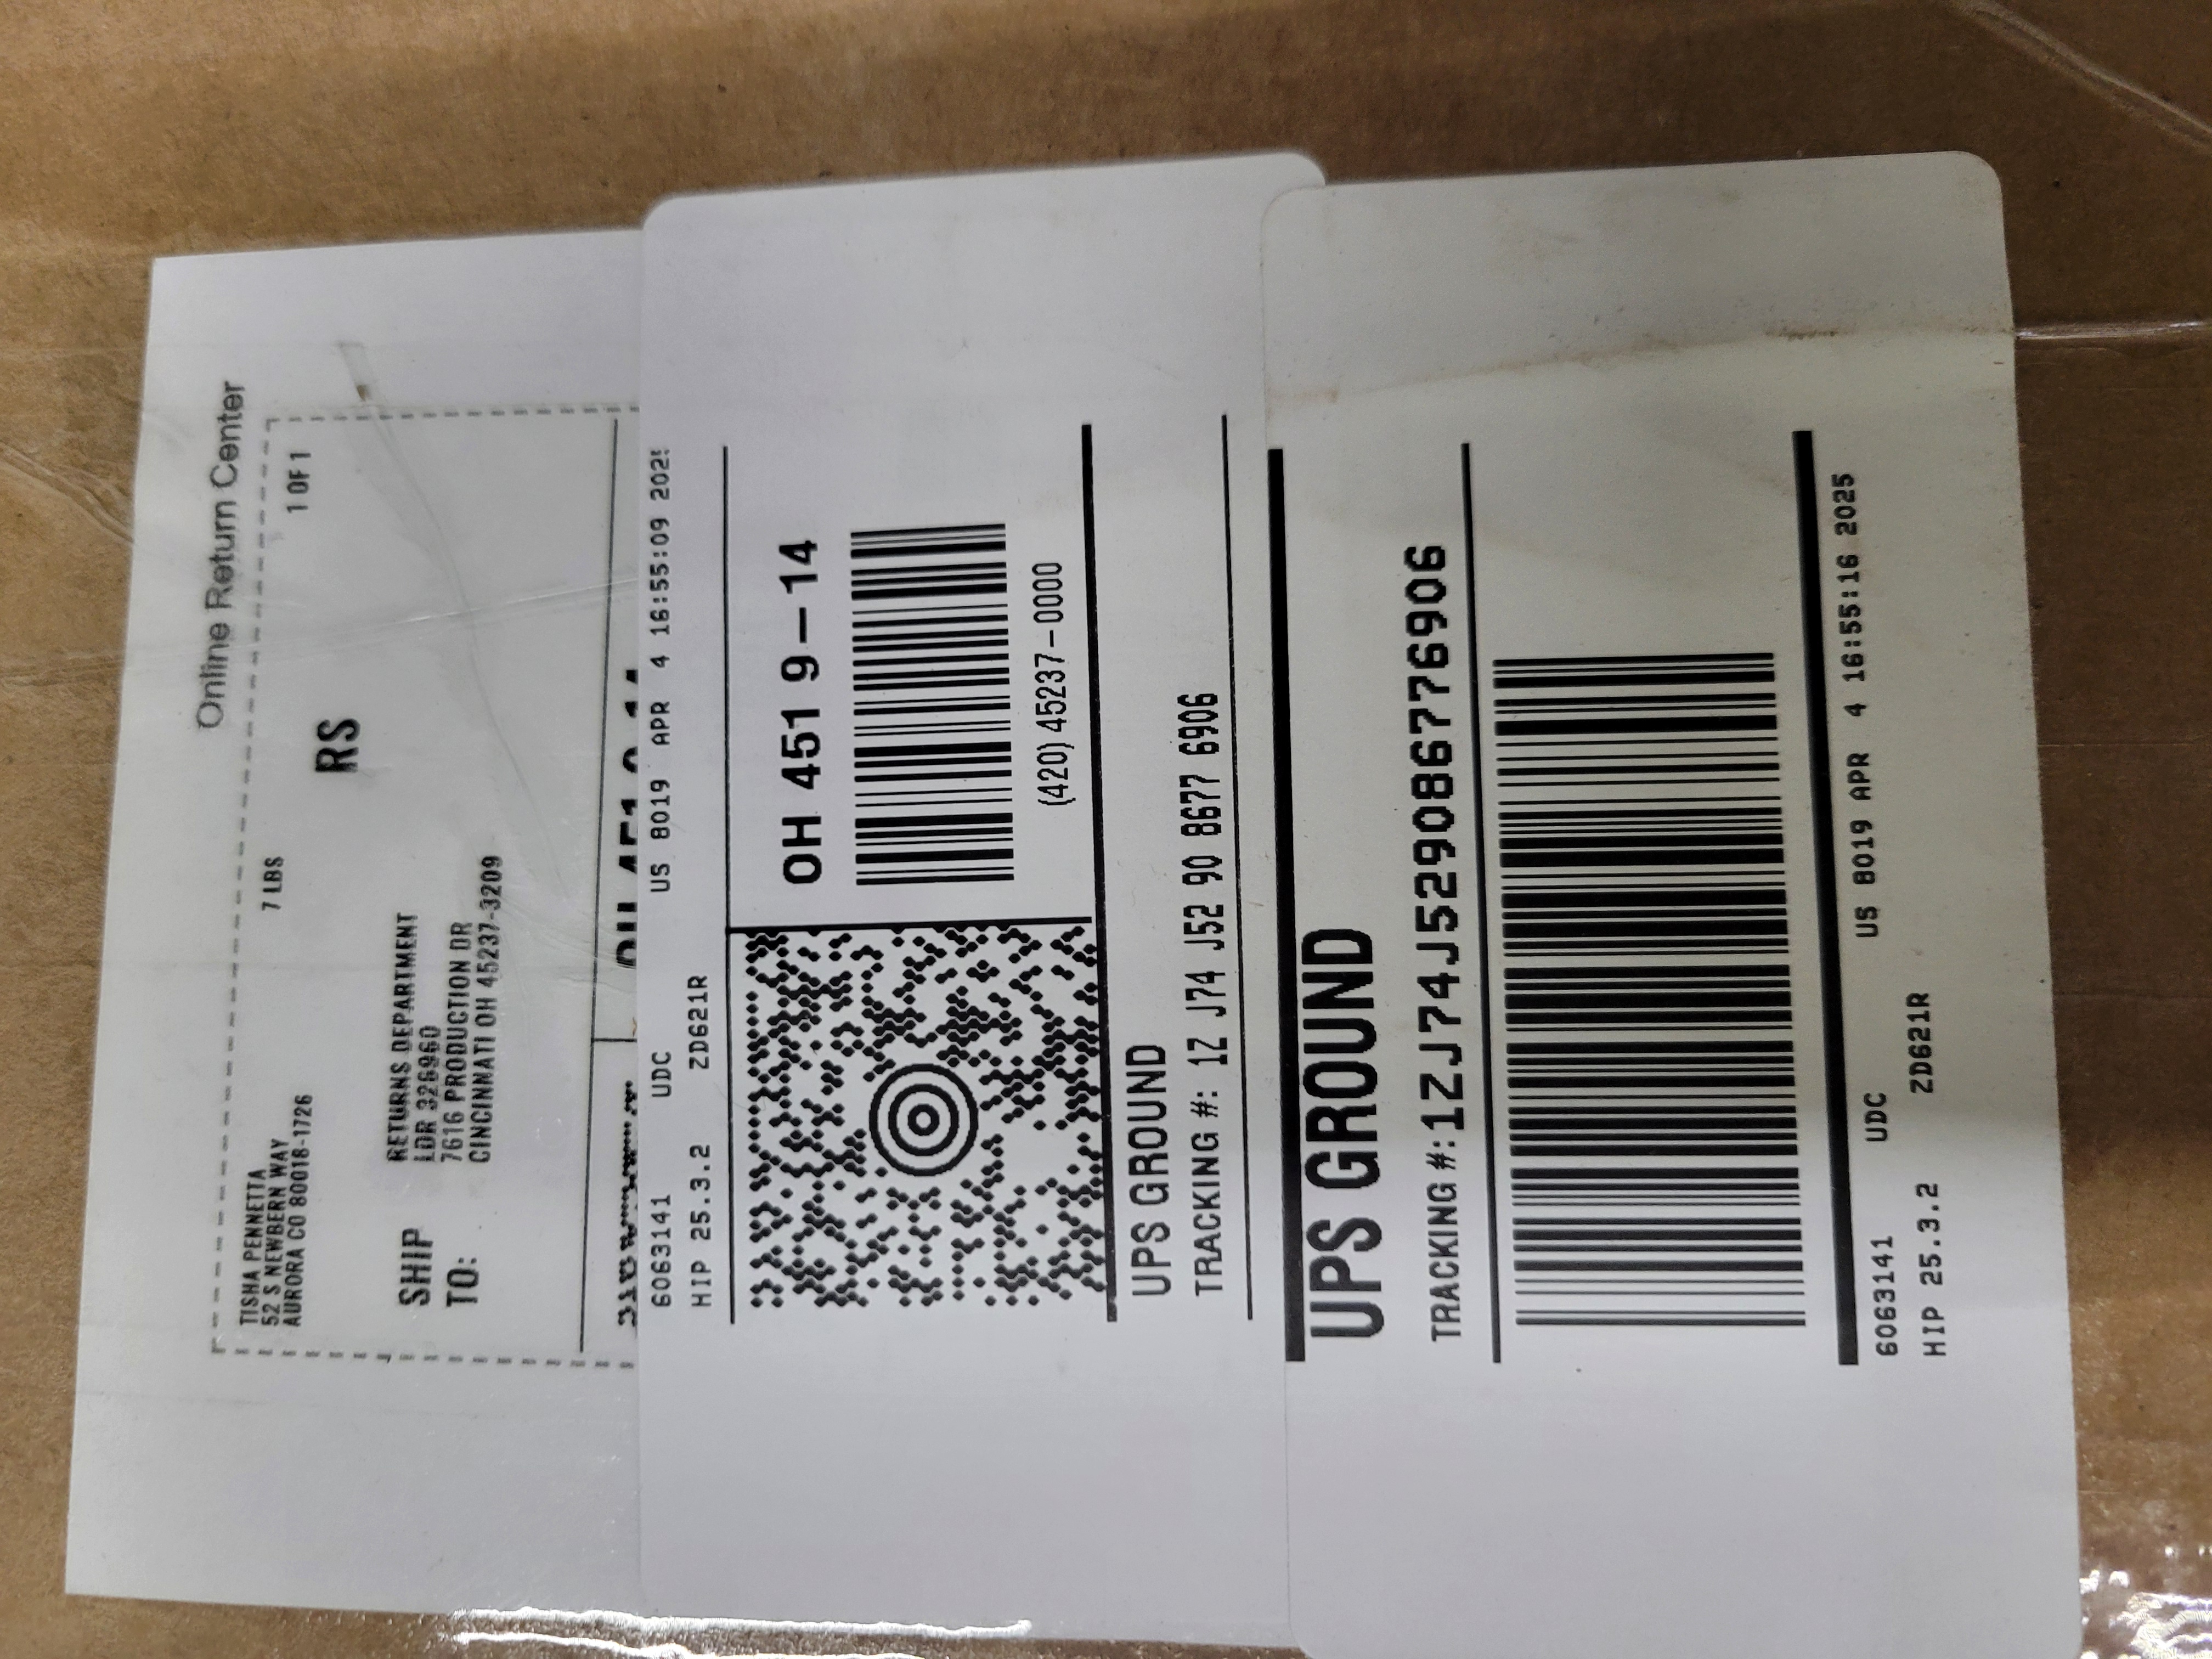 Online Return Center
TISHA PENNETTA
52 S NEWBERN WAY
AURORA CO 80018-1726
7 LBS
1 OF 1
RS
SHIP
TO:
RETURNS DEPARTMENT
LDR 326960
7616 PRODUCTION DR
CINCINNATI OH 45237-3209
6063141 UDC US 8019 APR 4 16:55:09 202
HIP 25.3.2 ZD621R
OH 451 9-14
(420) 45237-0000
UPS GROUND
TRACKING #: 1Z J74 J52 90 8677 6906
UPS GROUND
TRACKING #:1ZJ74J529086776906
6063141 UDC US 8019 APR 4 16:55:16 2025
HIP 25.3.2 ZD621R